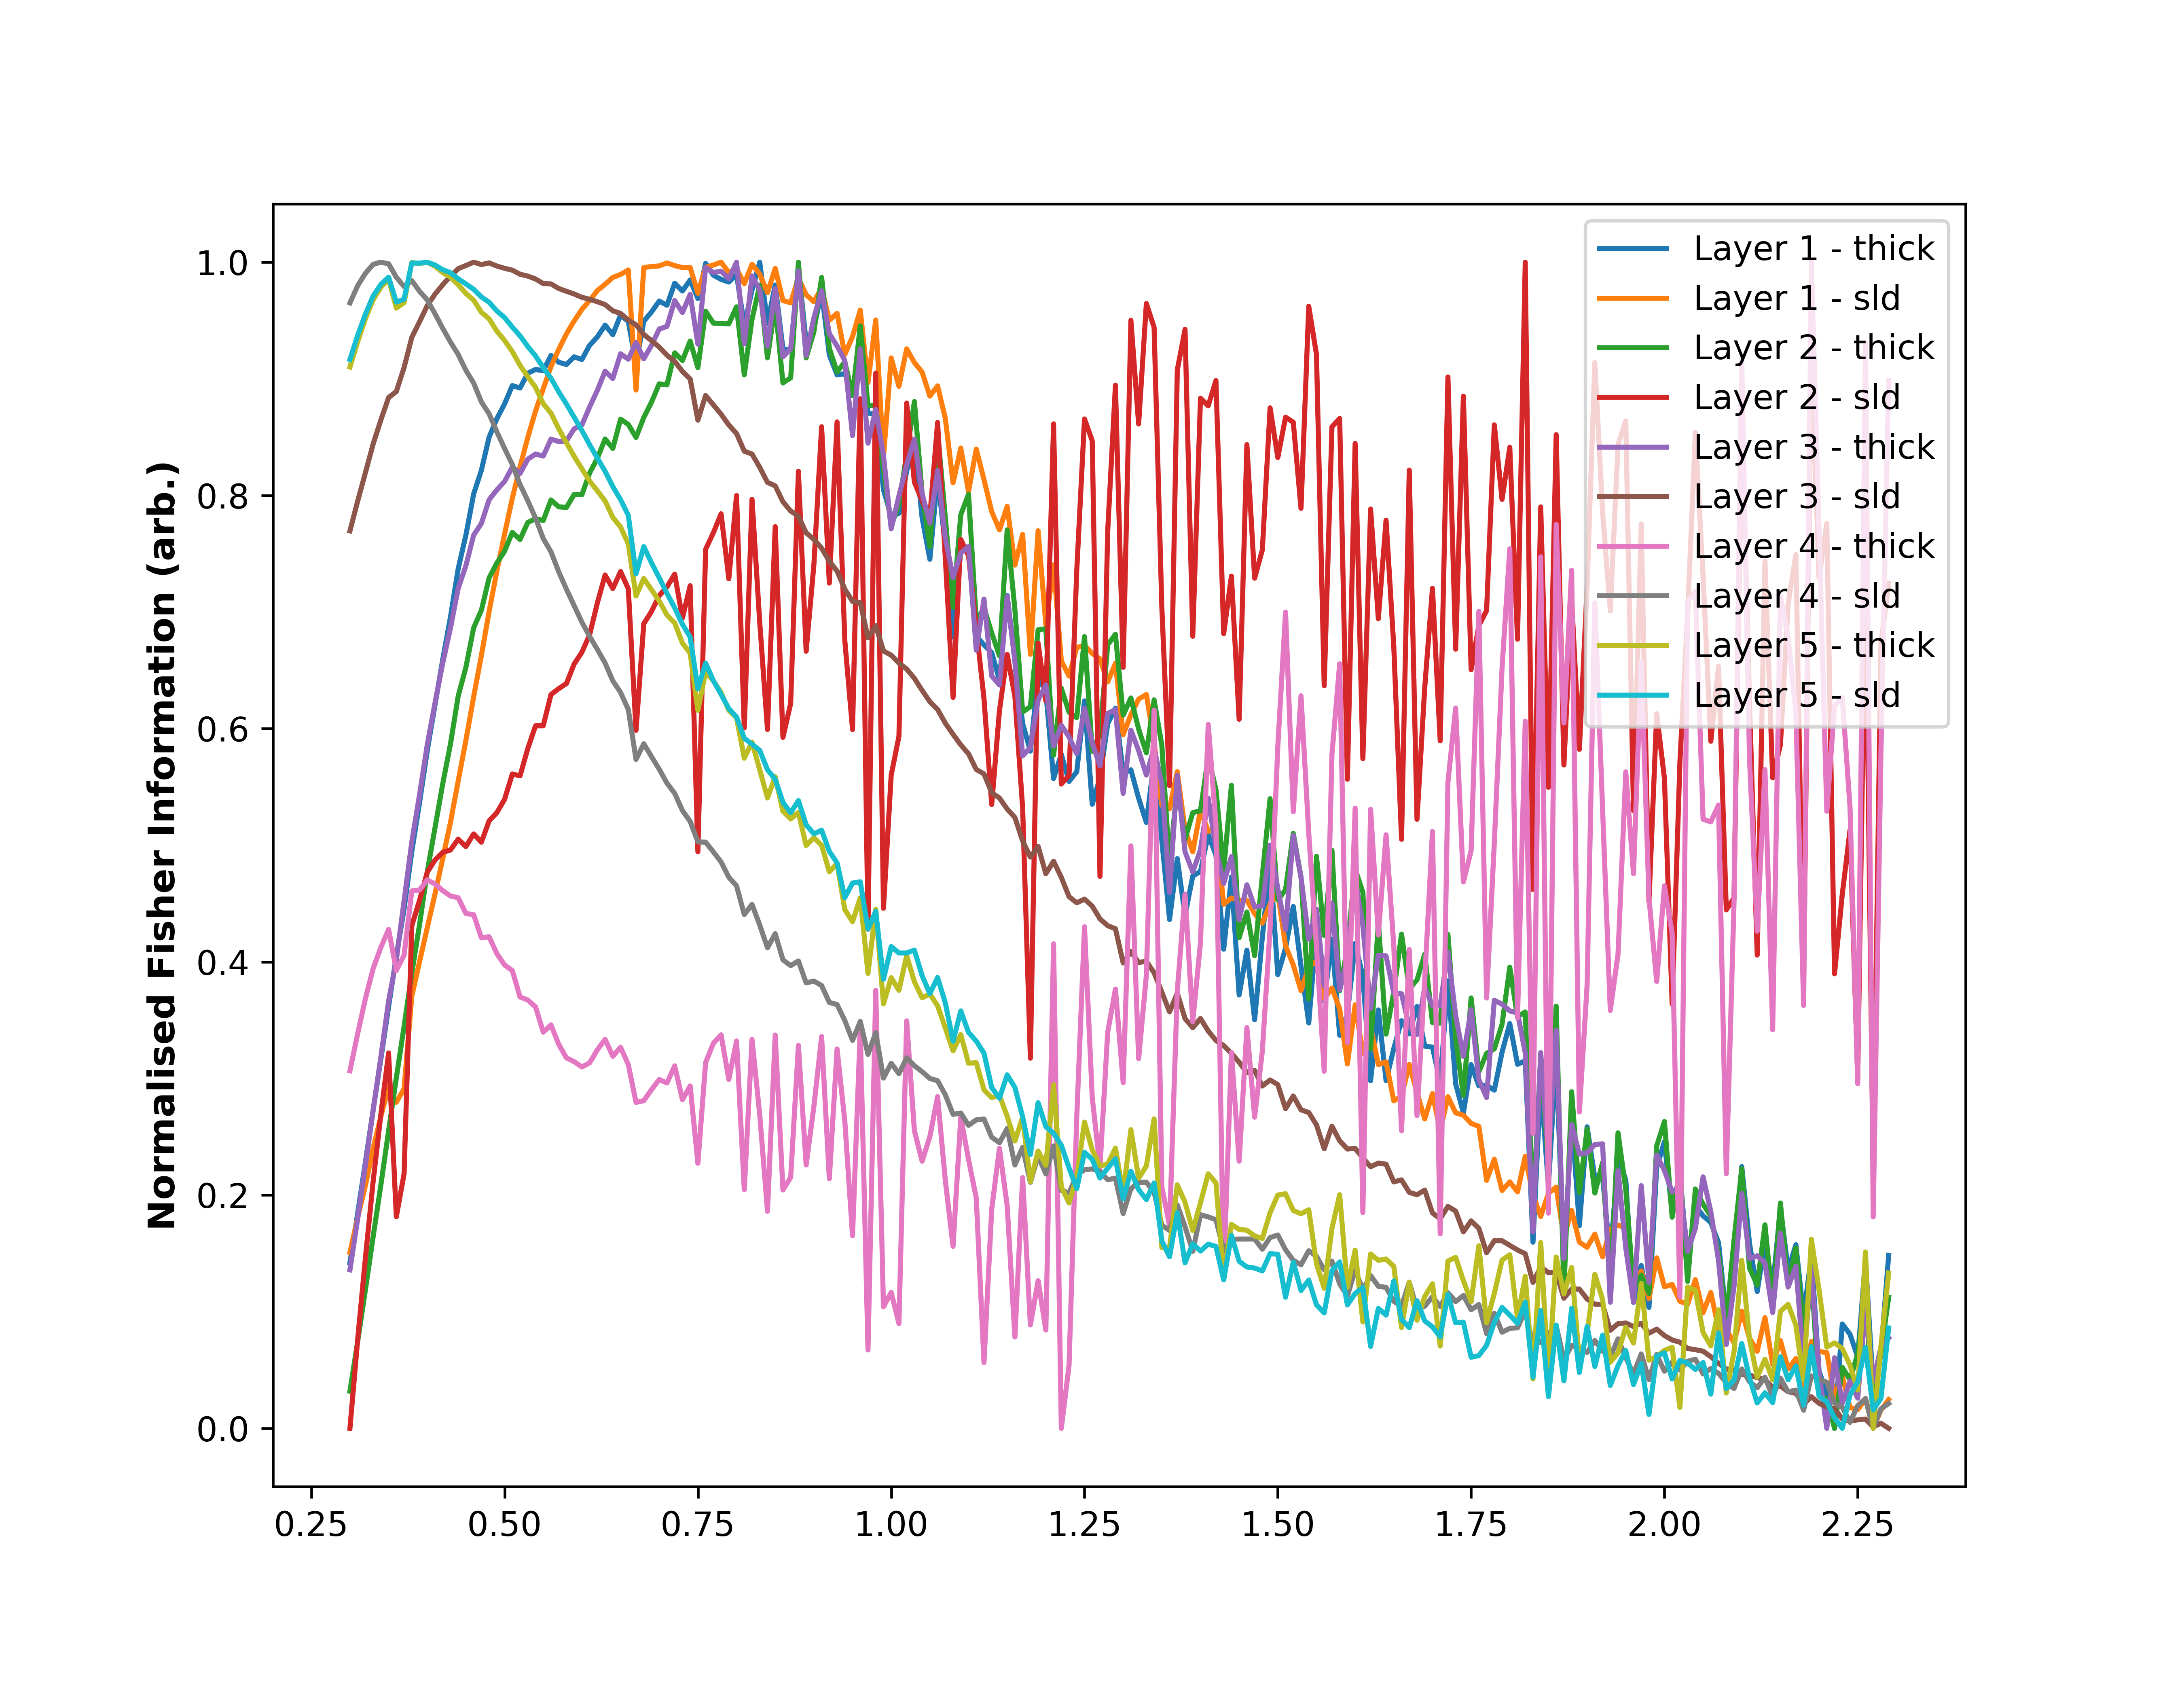 Normalised Fisher Information (arb.)
1.0
0.8
0.6
0.4
0.2
0.0
0.25 0.50 0.75 1.00 1.25 1.50 1.75 2.00 2.25
Layer 1 - thick
Layer 1 - sld
Layer 2 - thick
Layer 2 - sld
Layer 3 - thick
Layer 3 - sld
Layer 4 - thick
Layer 4 - sld
Layer 5 - thick
Layer 5 - sld